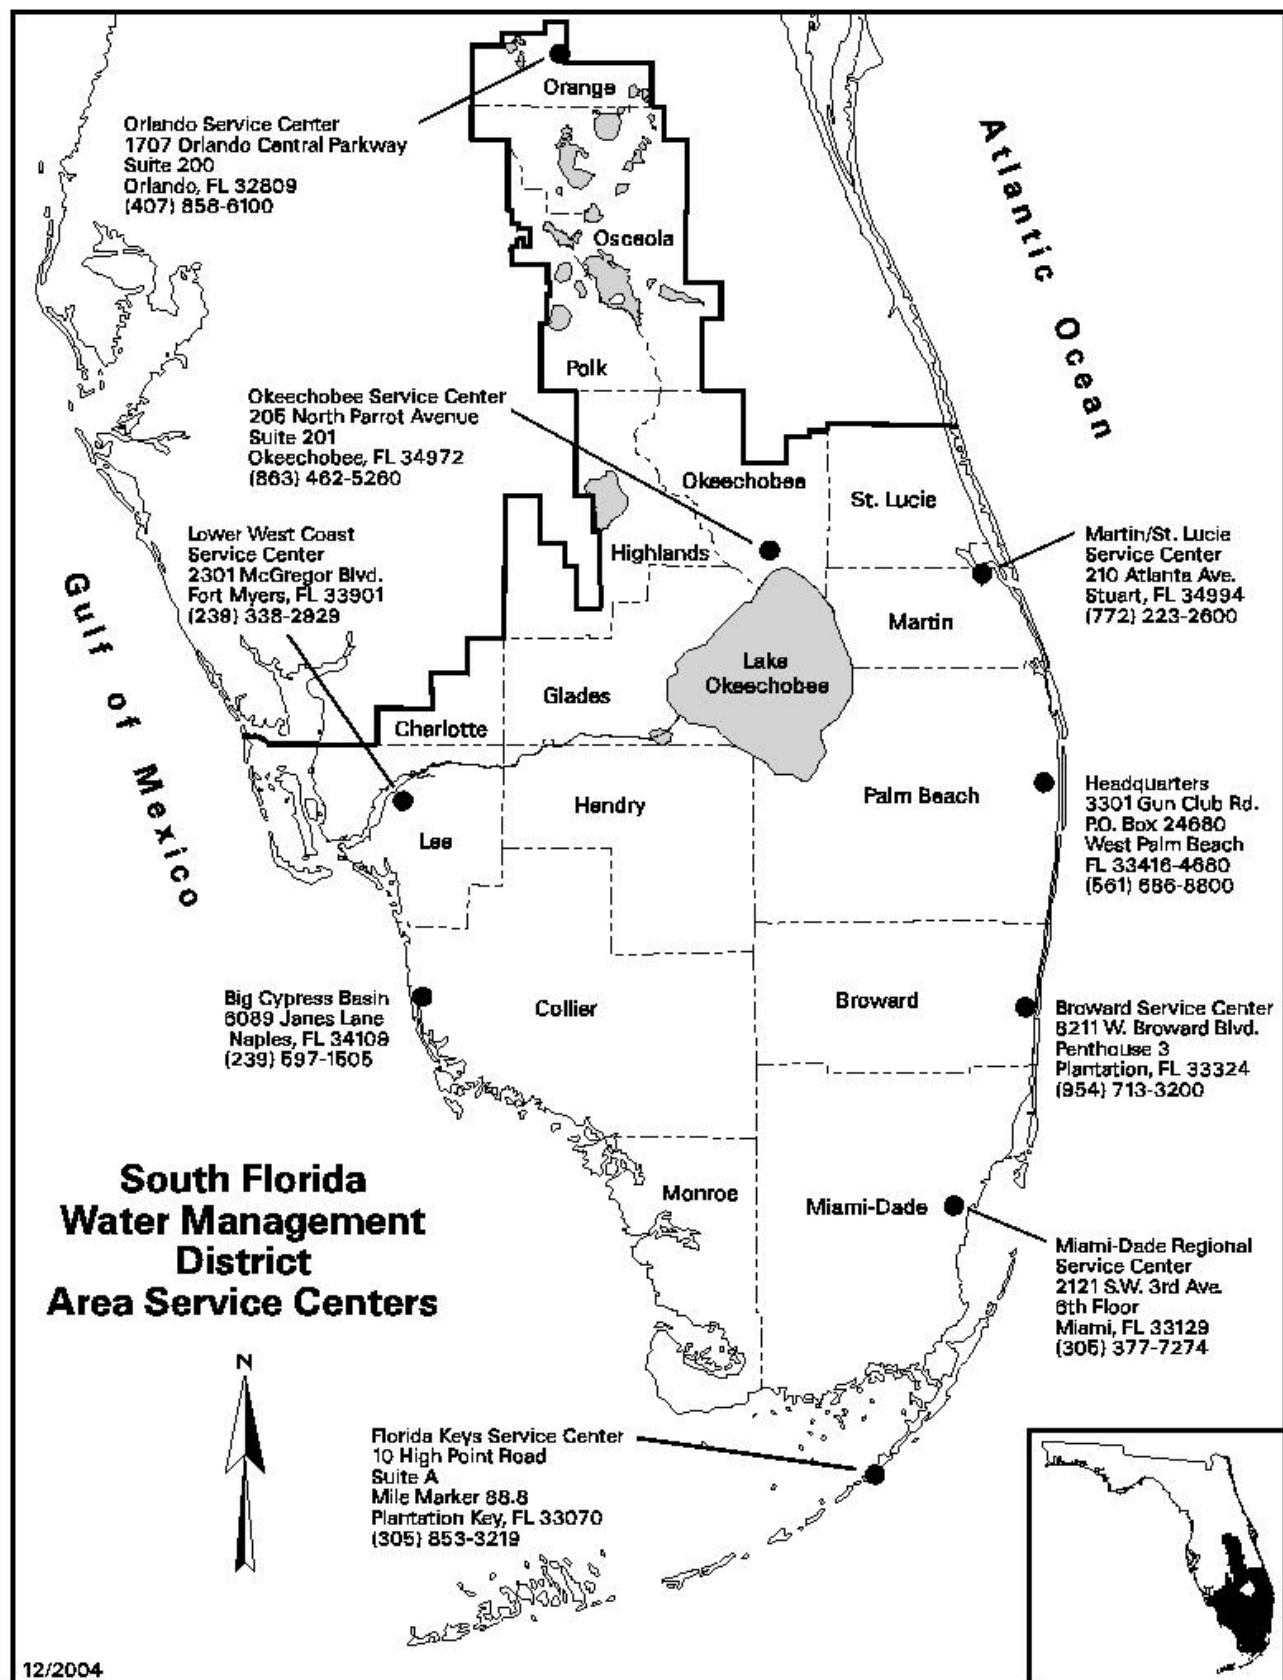 Orange
Orlando Service Center
1707 Orlando Central Parkway
Suite 200
Orlando, FL 32809
(407) 858-6100
Atlantic Ocean
Osceola
Polk
Okeechobee Service Center
205 North Parrot Avenue
Suite 201
Okeechobee, FL 34972
(863) 462-5260
Okeechobee
St. Lucie
Lower West Coast
Service Center
2301 McGregor Blvd.
Fort Myers, FL 33901
(239) 338-2929
Highlands
Martin/St. Lucie
Service Center
210 Atlanta Ave.
Stuart, FL 34994
(772) 223-2600
Gulf of Mexico
Martin
Lake
Okeechobee
Glades
Charlotte
Headquarters
3301 Gun Club Rd.
P.O. Box 24680
West Palm Beach
FL 33416-4680
(561) 686-8800
Palm Beach
Hendry
Lee
Big Cypress Basin
6089 Janes Lane
Naples, FL 34109
(239) 597-1505
Collier
Broward
Broward Service Center
8211 W. Broward Blvd.
Penthouse 3
Plantation, FL 33324
(954) 713-3200
South Florida
Water Management
District
Area Service Centers
Monroe
Miami-Dade
Miami-Dade Regional
Service Center
2121 S.W. 3rd Ave.
6th Floor
Miami, FL 33129
(305) 377-7274
N
Florida Keys Service Center
10 High Point Road
Suite A
Mile Marker 88.8
Plantation Key, FL 33070
(305) 853-3219
12/2004